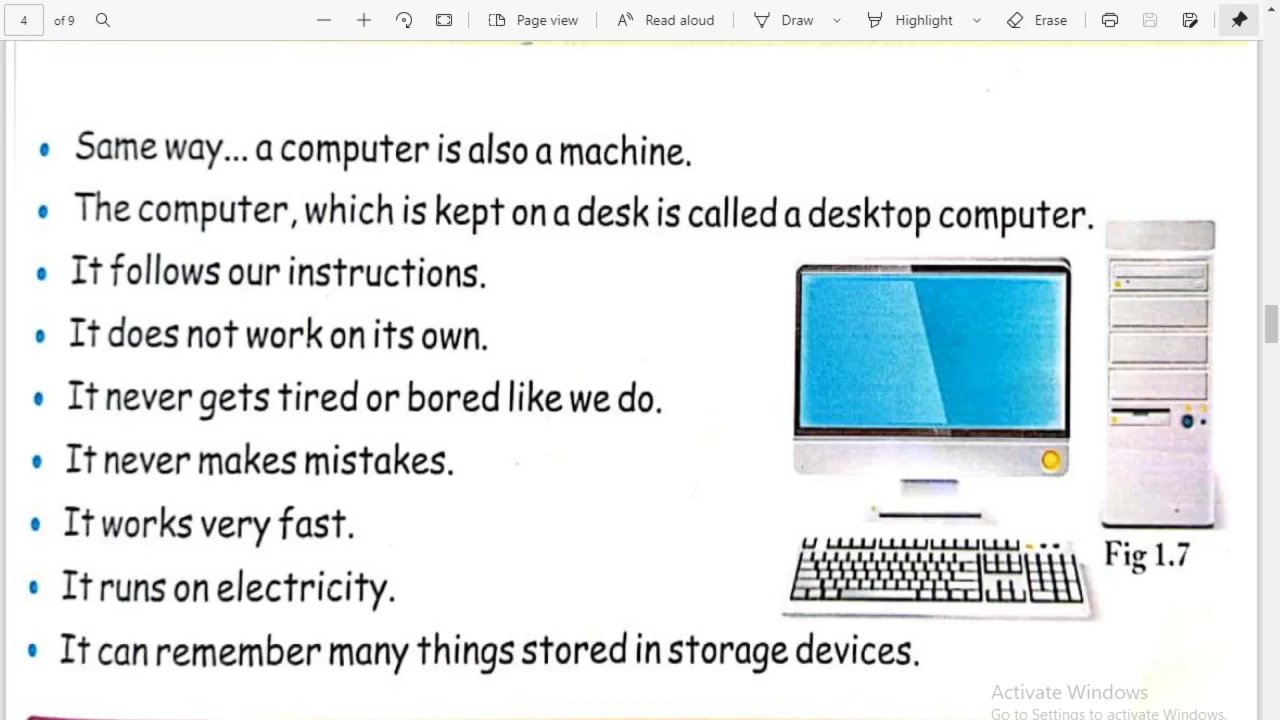 4 of 9 Page view Read aloud Draw Highlight Erase
• Same way... a computer is also a machine.
• The computer, which is kept on a desk is called a desktop computer.
• It follows our instructions.
• It does not work on its own.
• It never gets tired or bored like we do.
• It never makes mistakes.
• It works very fast.
Fig 1.7
• It runs on electricity.
• It can remember many things stored in storage devices.
Activate Windows
Go to Settings to activate Windows.